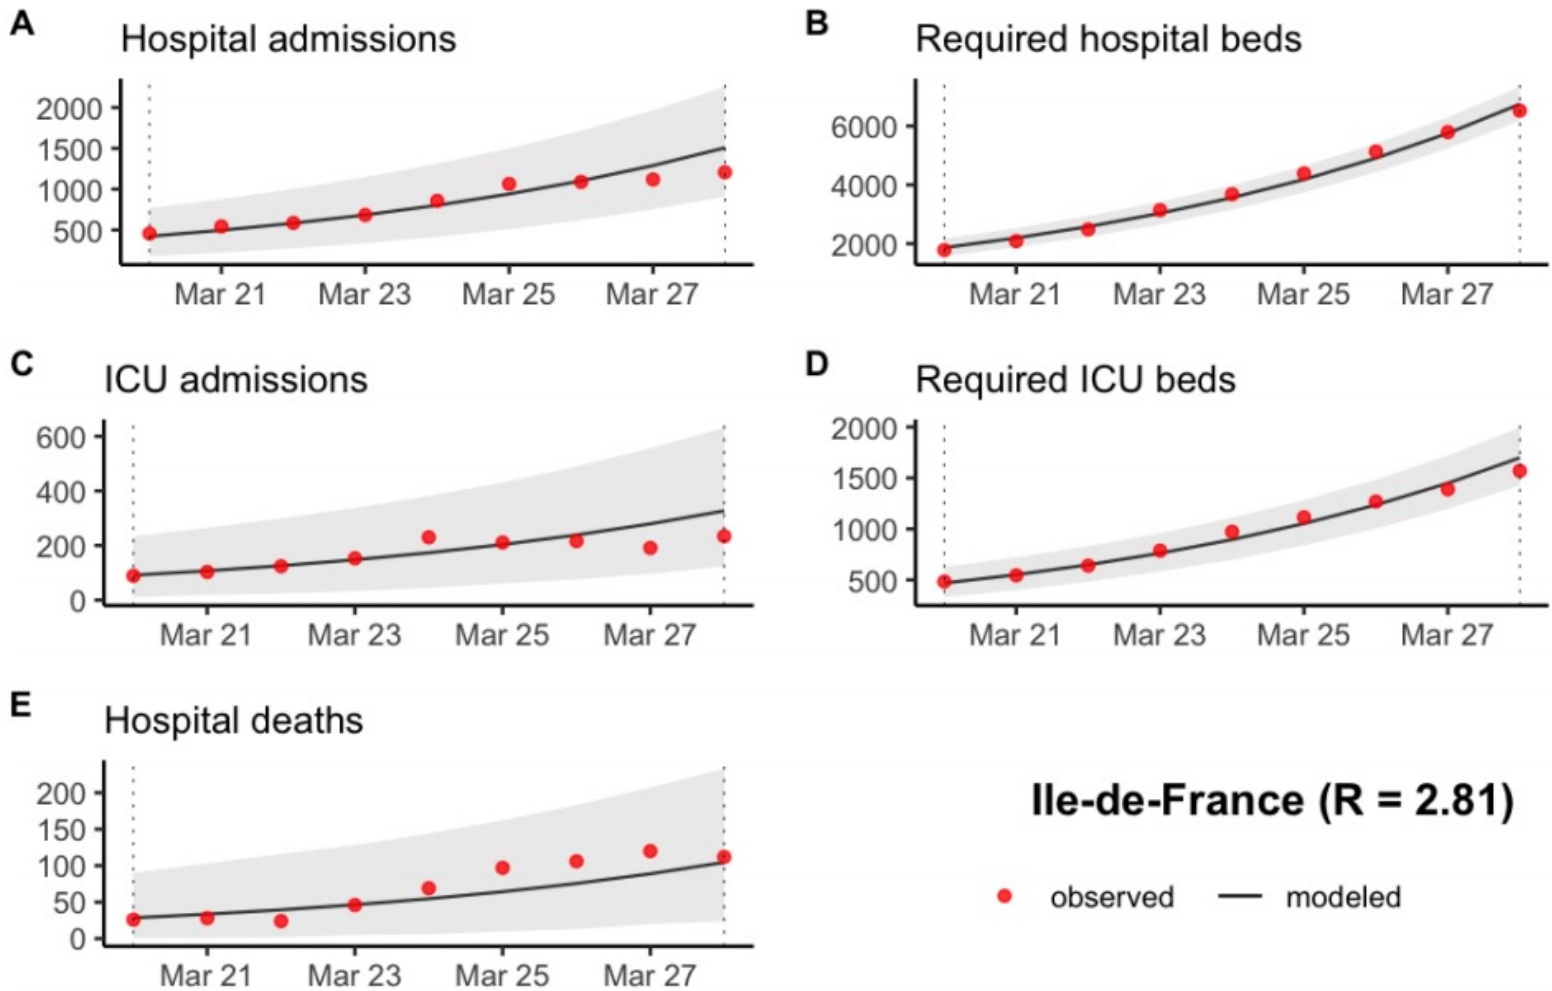 A
Hospital admissions
2000
1500
1000
500
Mar 21 Mar 23 Mar 25 Mar 27
B
Required hospital beds
6000
4000
2000
Mar 21 Mar 23 Mar 25 Mar 27
C
ICU admissions
600
400
200
0
Mar 21 Mar 23 Mar 25 Mar 27
D
Required ICU beds
2000
1500
1000
500
Mar 21 Mar 23 Mar 25 Mar 27
E
Hospital deaths
200
150
100
50
0
Mar 21 Mar 23 Mar 25 Mar 27
Ile-de-France (R = 2.81)
observed modeled